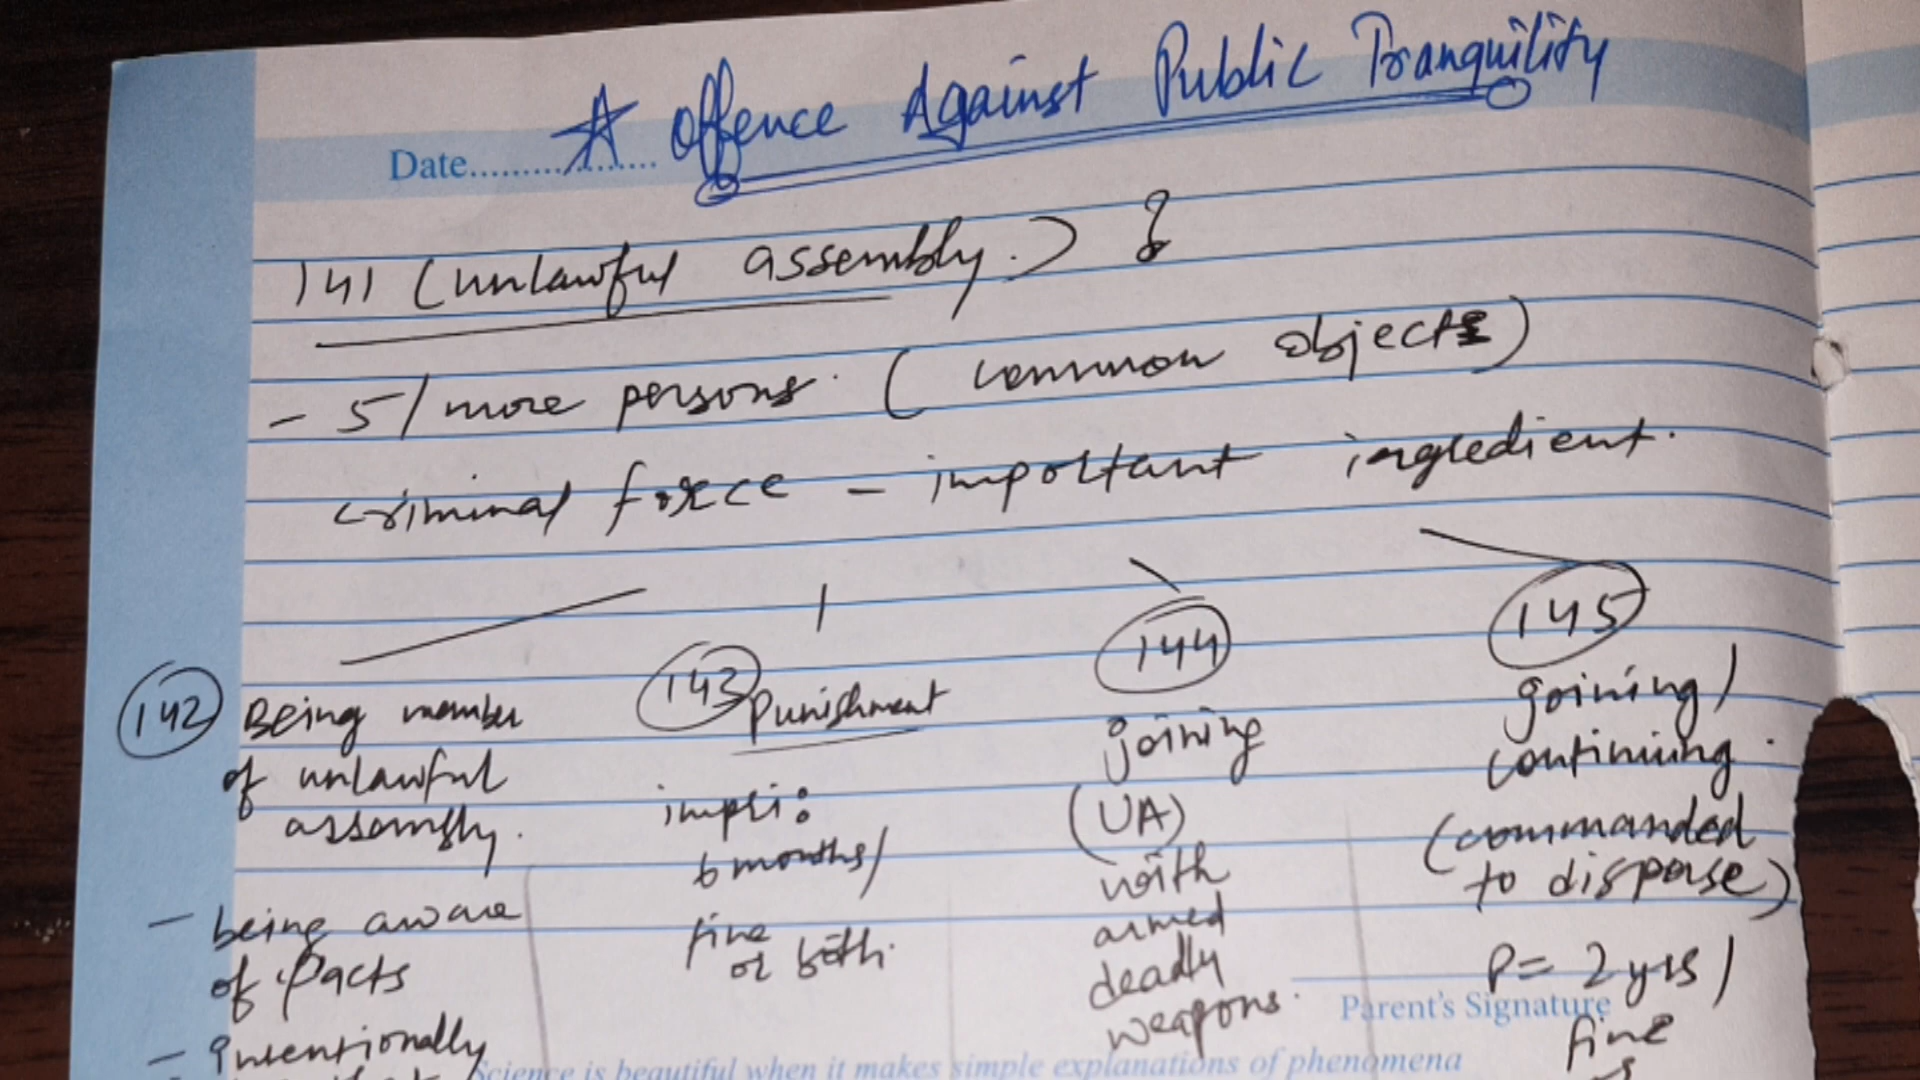 ☆ Offence Against Public Tranquility
Date....................
141 (unlawful assembly.)
- 5/more persons. (common objects)
criminal force - important ingredient.
142 Being member
of unlawful
assembly.
- being aware
of facts
- intentionally
143 Punishment
impri:
6 months/
fine
or both.
144
joining
(UA)
with
armed
deadly
weapons.
145
joining/
continuing.
(commanded
to disperse)
P= 2 yrs/
fine
Parent's Signature
Science is beautiful when it makes simple explanations of phenomena